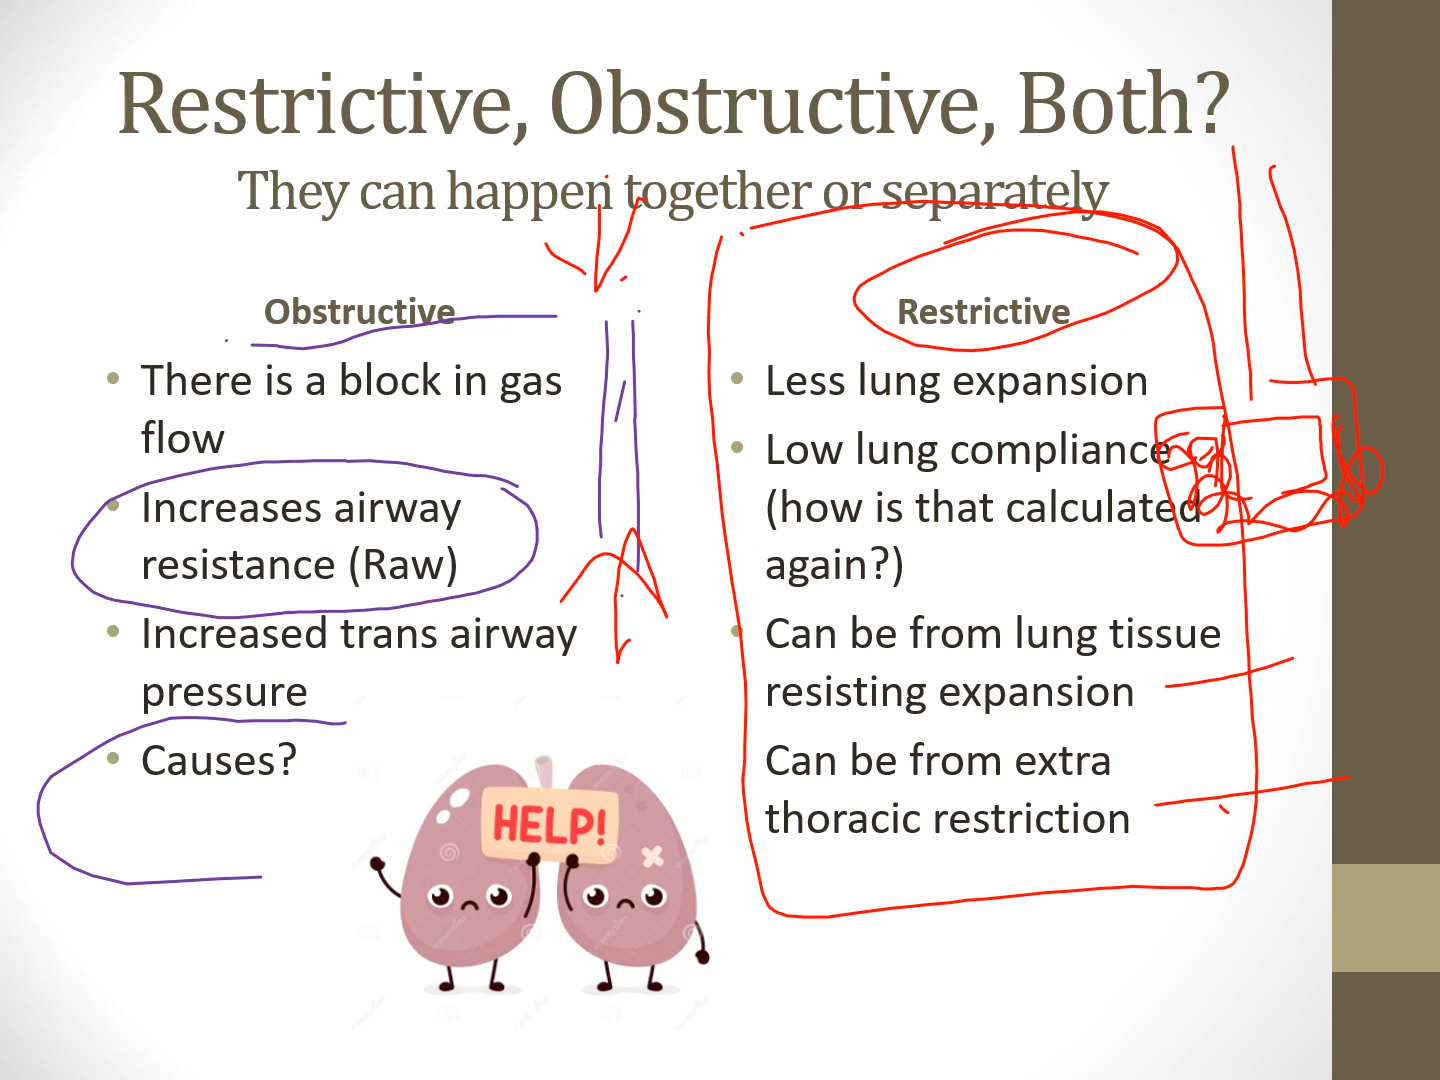 Restrictive, Obstructive, Both?
They can happen together or separately
Obstructive
There is a block in gas
flow
Increases airway
resistance (Raw)
Increased trans airway
pressure
Causes?
HELP!
Restrictive
Less lung expansion
Low lung compliance
(how is that calculated
again?)
Can be from lung tissue
resisting expansion
Can be from extra
thoracic restriction